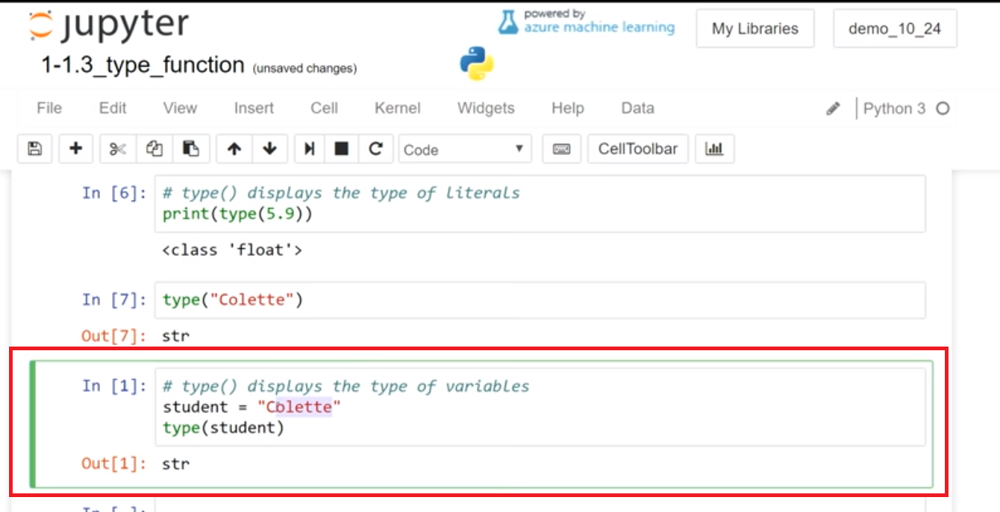 jupyter
powered by
azure machine learning
My Libraries
demo_10_24
1-1.3_type_function (unsaved changes)
File Edit View Insert Cell Kernel Widgets Help Data Python 3
Code CellToolbar
In [6]: # type() displays the type of literals
print(type(5.9))
<class 'float'>
In [7]: type("Colette")
Out[7]: str
In [1]: # type() displays the type of variables
student = "Colette"
type(student)
Out[1]: str